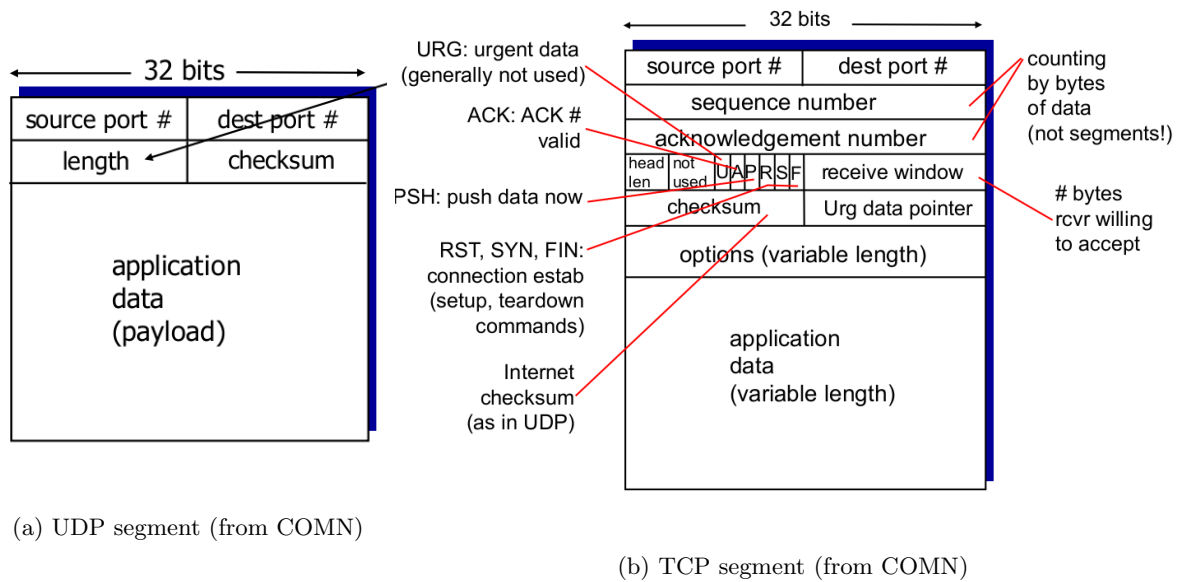 32 bits
source port #
dest port #
length
checksum
application
data
(payload)
(a) UDP segment (from COMN)
32 bits
URG: urgent data
(generally not used)
ACK: ACK #
valid
PSH: push data now
RST, SYN, FIN:
connection estab
(setup, teardown
commands)
Internet
checksum
(as in UDP)
source port #
dest port #
sequence number
acknowledgement number
head
len
not
used
U
A
P
R
S
F
receive window
checksum
Urg data pointer
options (variable length)
application
data
(variable length)
counting
by bytes
of data
(not segments!)
# bytes
rcvr willing
to accept
(b) TCP segment (from COMN)